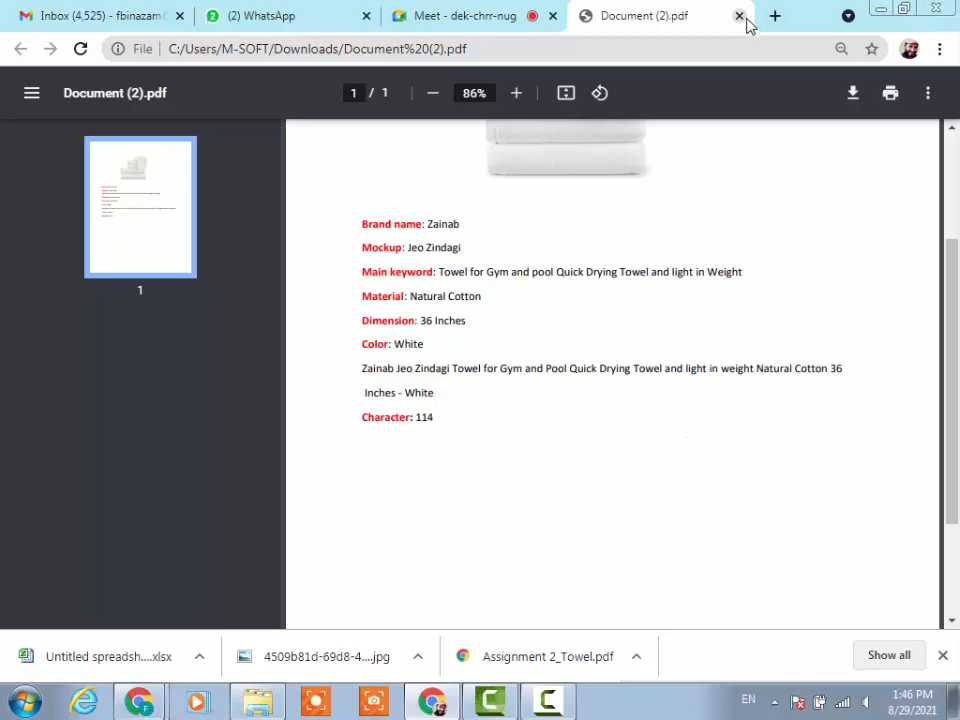 Inbox (4,525) - fbinazam@
(2) WhatsApp
Meet - dek-chrr-nug
Document (2).pdf
File
C:/Users/M-SOFT/Downloads/Document%20(2).pdf
Document (2).pdf
1 / 1
86%
1
Brand name: Zainab
Mockup: Jeo Zindagi
Main keyword: Towel for Gym and pool Quick Drying Towel and light in Weight
Material: Natural Cotton
Dimension: 36 Inches
Color: White
Zainab Jeo Zindagi Towel for Gym and Pool Quick Drying Towel and light in weight Natural Cotton 36
Inches - White
Character: 114
Untitled spreadsh....xlsx
4509b81d-69d8-4....jpg
Assignment 2_Towel.pdf
Show all
EN
1:46 PM
8/29/2021